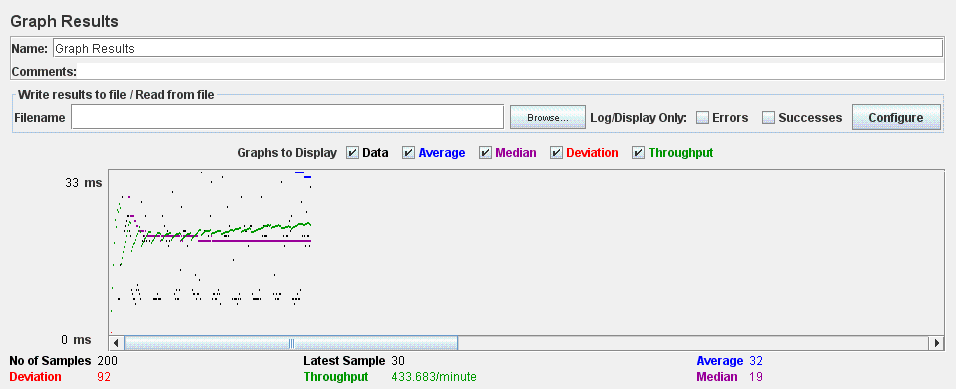 Graph Results
Name: Graph Results
Comments:
Write results to file / Read from file
Filename Browse... Log/Display Only: Errors Successes Configure
Graphs to Display Data Average Median Deviation Throughput
33 ms
0 ms
No of Samples 200 Latest Sample 30 Average 32
Deviation 92 Throughput 433.683/minute Median 19